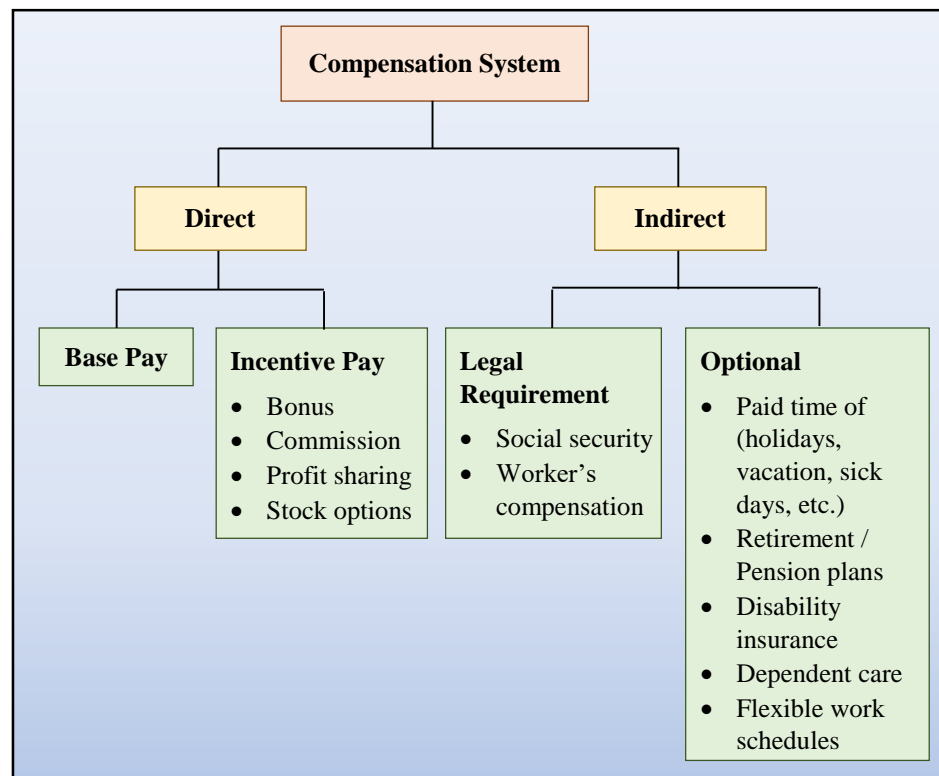 Compensation System
Direct
Indirect
Base Pay
Incentive Pay
• Bonus
• Commission
• Profit sharing
• Stock options
Legal
Requirement
• Social security
• Worker’s
compensation
Optional
• Paid time of
(holidays,
vacation, sick
days, etc.)
• Retirement /
Pension plans
• Disability
insurance
• Dependent care
• Flexible work
schedules